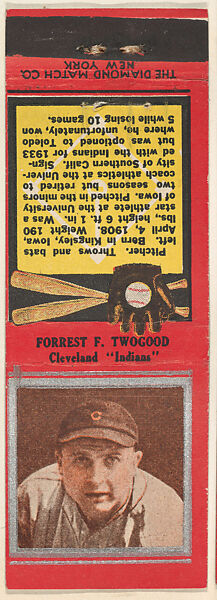 THE DIAMOND MATCH CO.
NEW YORK
Pitcher. Throws and bats
left. Born in Kingsley, Iowa,
April 4, 1908. Weight 190
lbs., height 6 ft. 1 in. Was a
star athlete at the University
of Iowa. Pitched in the minors
two seasons but retired to
coach athletics at the Univer-
sity of Southern Calif. Sign-
ed with the Indians for 1933
but was optioned to Toledo
where he, unfortunately, won
5 while losing 10 games.
FORREST F. TWOGOOD
Cleveland "Indians"
C